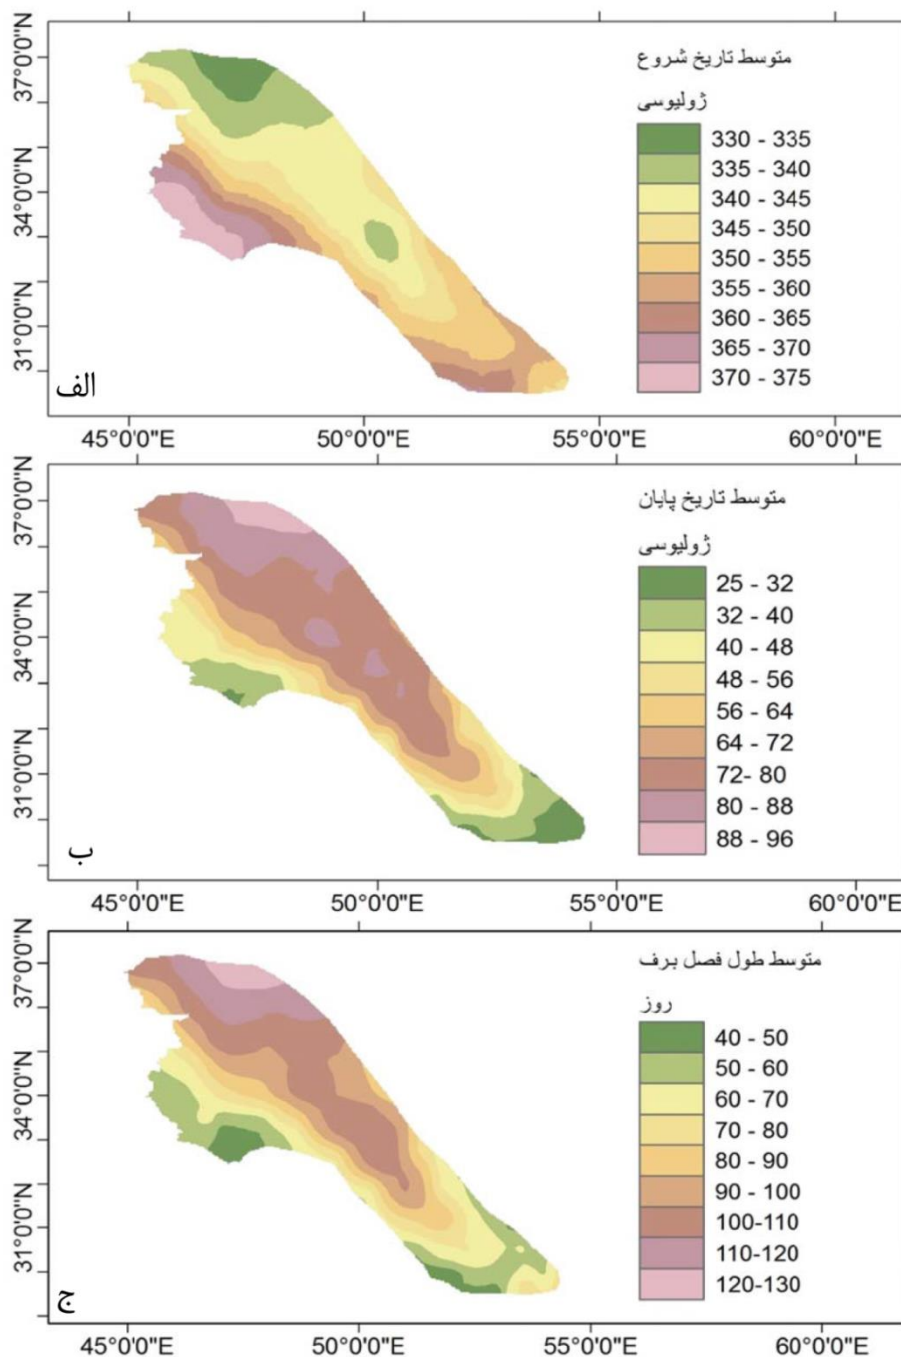 37°0'0"N
34°0'0"N
31°0'0"N
متوسط تاریخ شروع
ژولیوسی
330 - 335
335 - 340
340 - 345
345 - 350
350 - 355
355 - 360
360 - 365
365 - 370
370 - 375
الف
45°0'0"E 50°0'0"E 55°0'0"E 60°0'0"E
37°0'0"N
34°0'0"N
31°0'0"N
متوسط تاریخ پایان
ژولیوسی
25 - 32
32 - 40
40 - 48
48 - 56
56 - 64
64 - 72
72- 80
80 - 88
88 - 96
ب
45°0'0"E 50°0'0"E 55°0'0"E 60°0'0"E
37°0'0"N
34°0'0"N
31°0'0"N
متوسط طول فصل برف
روز
40 - 50
50 - 60
60 - 70
70 - 80
80 - 90
90 - 100
100-110
110-120
120-130
ج
45°0'0"E 50°0'0"E 55°0'0"E 60°0'0"E